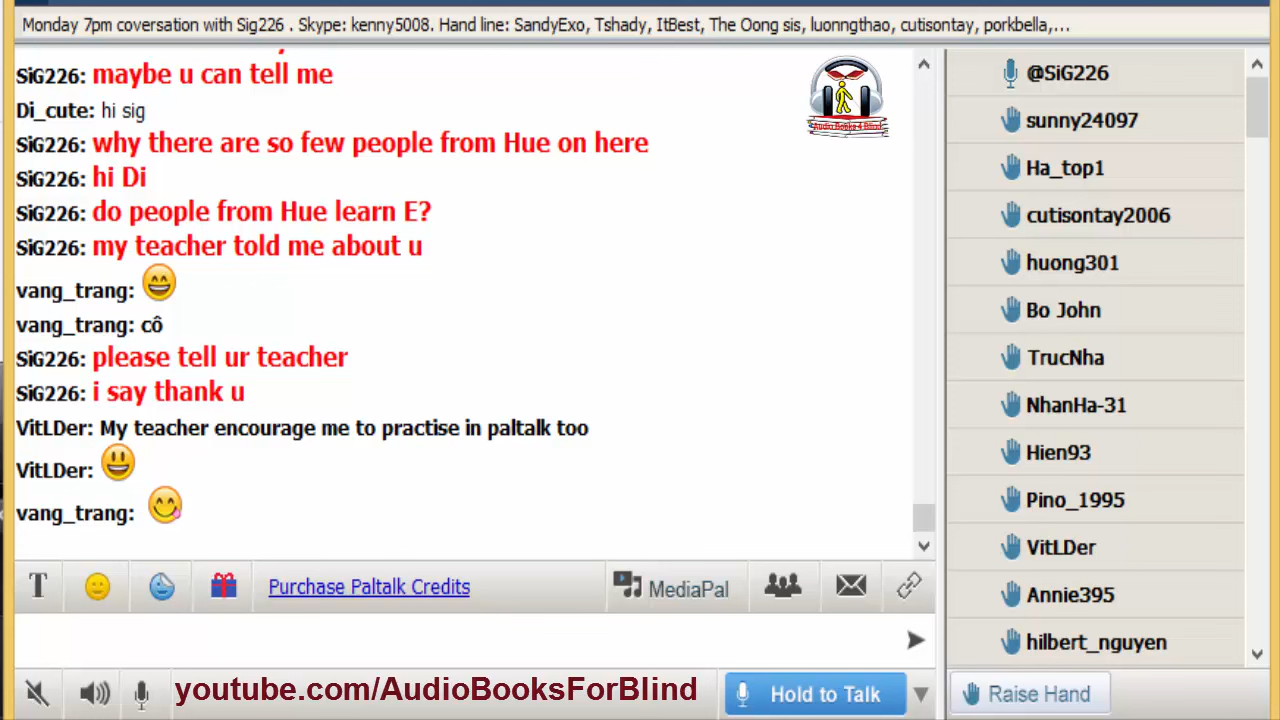 Monday 7pm coversation with Sig226 . Skype: kenny5008. Hand line: SandyExo, Tshady, ItBest, The Oong sis, luonngthao, cutisontay, porkbella,...
SiG226: maybe u can tell me
Di_cute: hi sig
SiG226: why there are so few people from Hue on here
SiG226: hi Di
SiG226: do people from Hue learn E?
SiG226: my teacher told me about u
vang_trang:
vang_trang: cô
SiG226: please tell ur teacher
SiG226: i say thank u
VitLDer: My teacher encourage me to practise in paltalk too
VitLDer:
vang_trang:
Audio Books 4 Blind
@SiG226
sunny24097
Ha_top1
cutisontay2006
huong301
Bo John
TrucNha
NhanHa-31
Hien93
Pino_1995
VitLDer
Annie395
hilbert_nguyen
T
Purchase Paltalk Credits
MediaPal
youtube.com/AudioBooksForBlind
Hold to Talk
Raise Hand